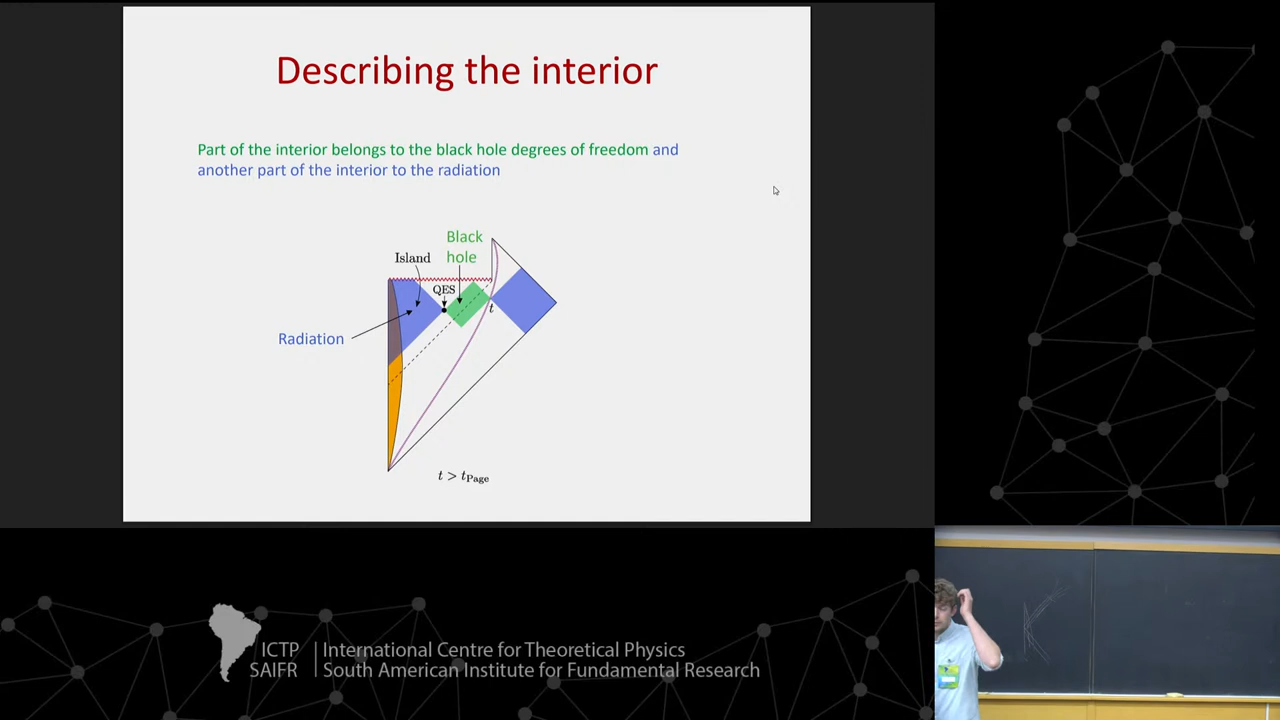 Describing the interior
Part of the interior belongs to the black hole degrees of freedom and
another part of the interior to the radiation
Black
hole
Island
QES
t
Radiation
t > tPage
ICTP
SAIFR
International Centre for Theoretical Physics
South American Institute for Fundamental Research